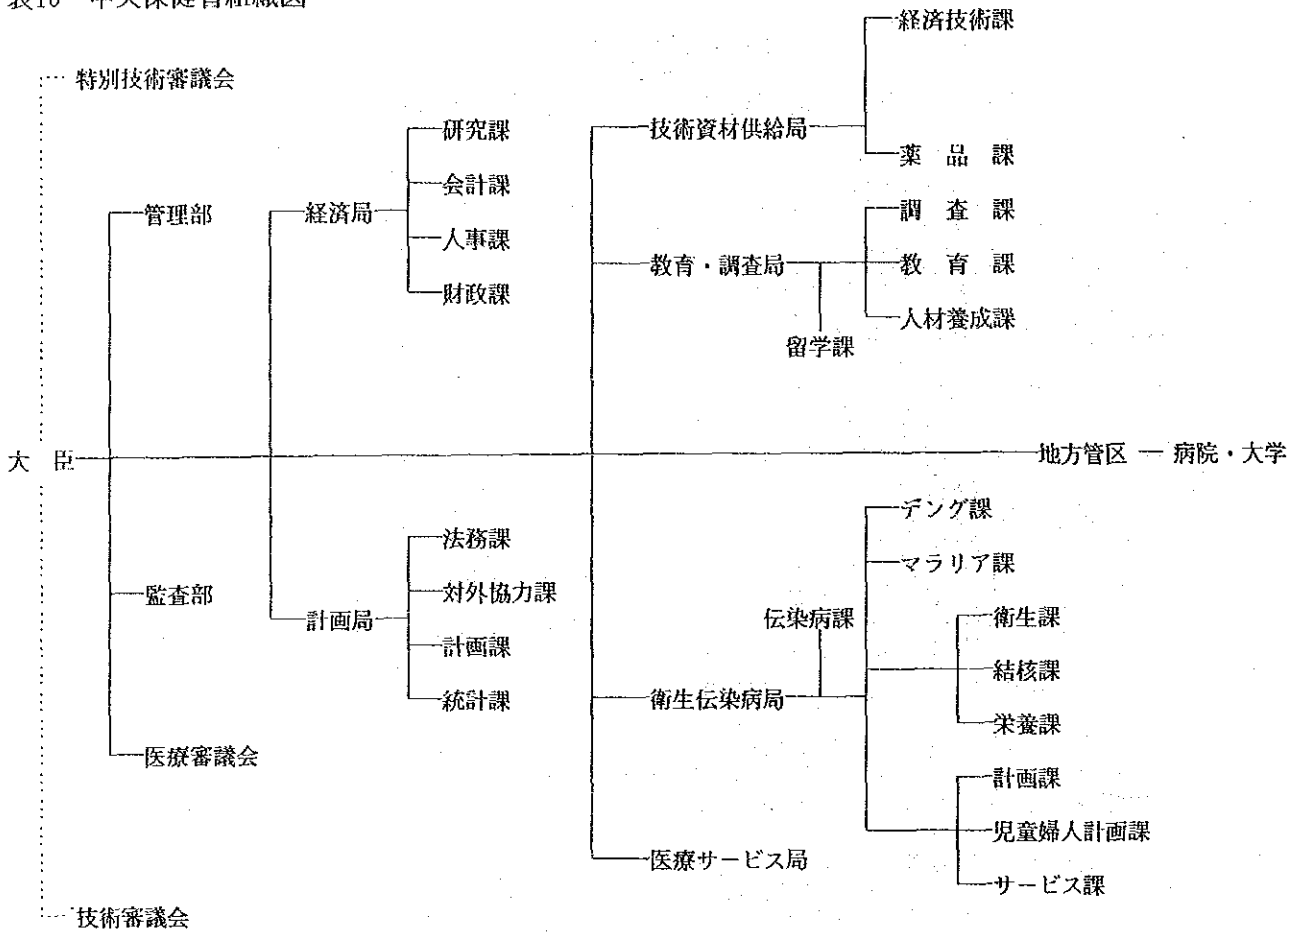 経済技術課
特別技術審議会
研究課
技術資材供給局
会計課
薬品課
管理部
経済局
調査課
人事課
教育・調査局
教育課
財政課
人材養成課
留学課
大臣
地方管区 — 病院・大学
デング課
法務課
マラリア課
監査部
対外協力課
計画局
伝染病課
衛生課
計画課
結核課
統計課
衛生伝染病局
栄養課
医療審議会
計画課
児童婦人計画課
医療サービス局
サービス課
技術審議会